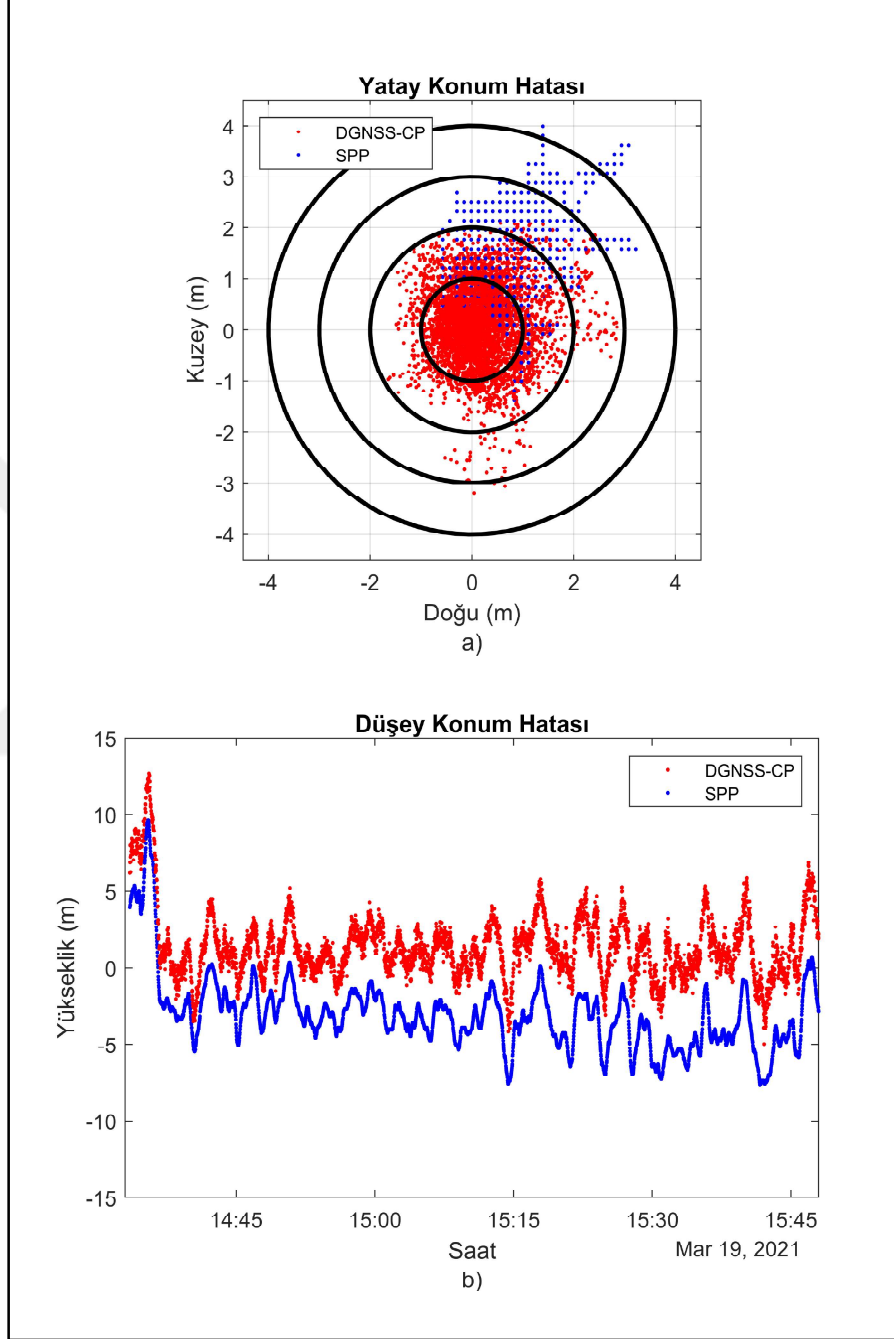 Yatay Konum Hatası
DGNSS-CP
SPP
4
3
2
1
0
-1
-2
-3
-4
Kuzey (m)
-4 -2 0 2 4
Doğu (m)
a)
Düşey Konum Hatası
DGNSS-CP
SPP
15
10
5
0
-5
-10
-15
Yükseklik (m)
14:45 15:00 15:15 15:30 15:45
Saat
Mar 19, 2021
b)